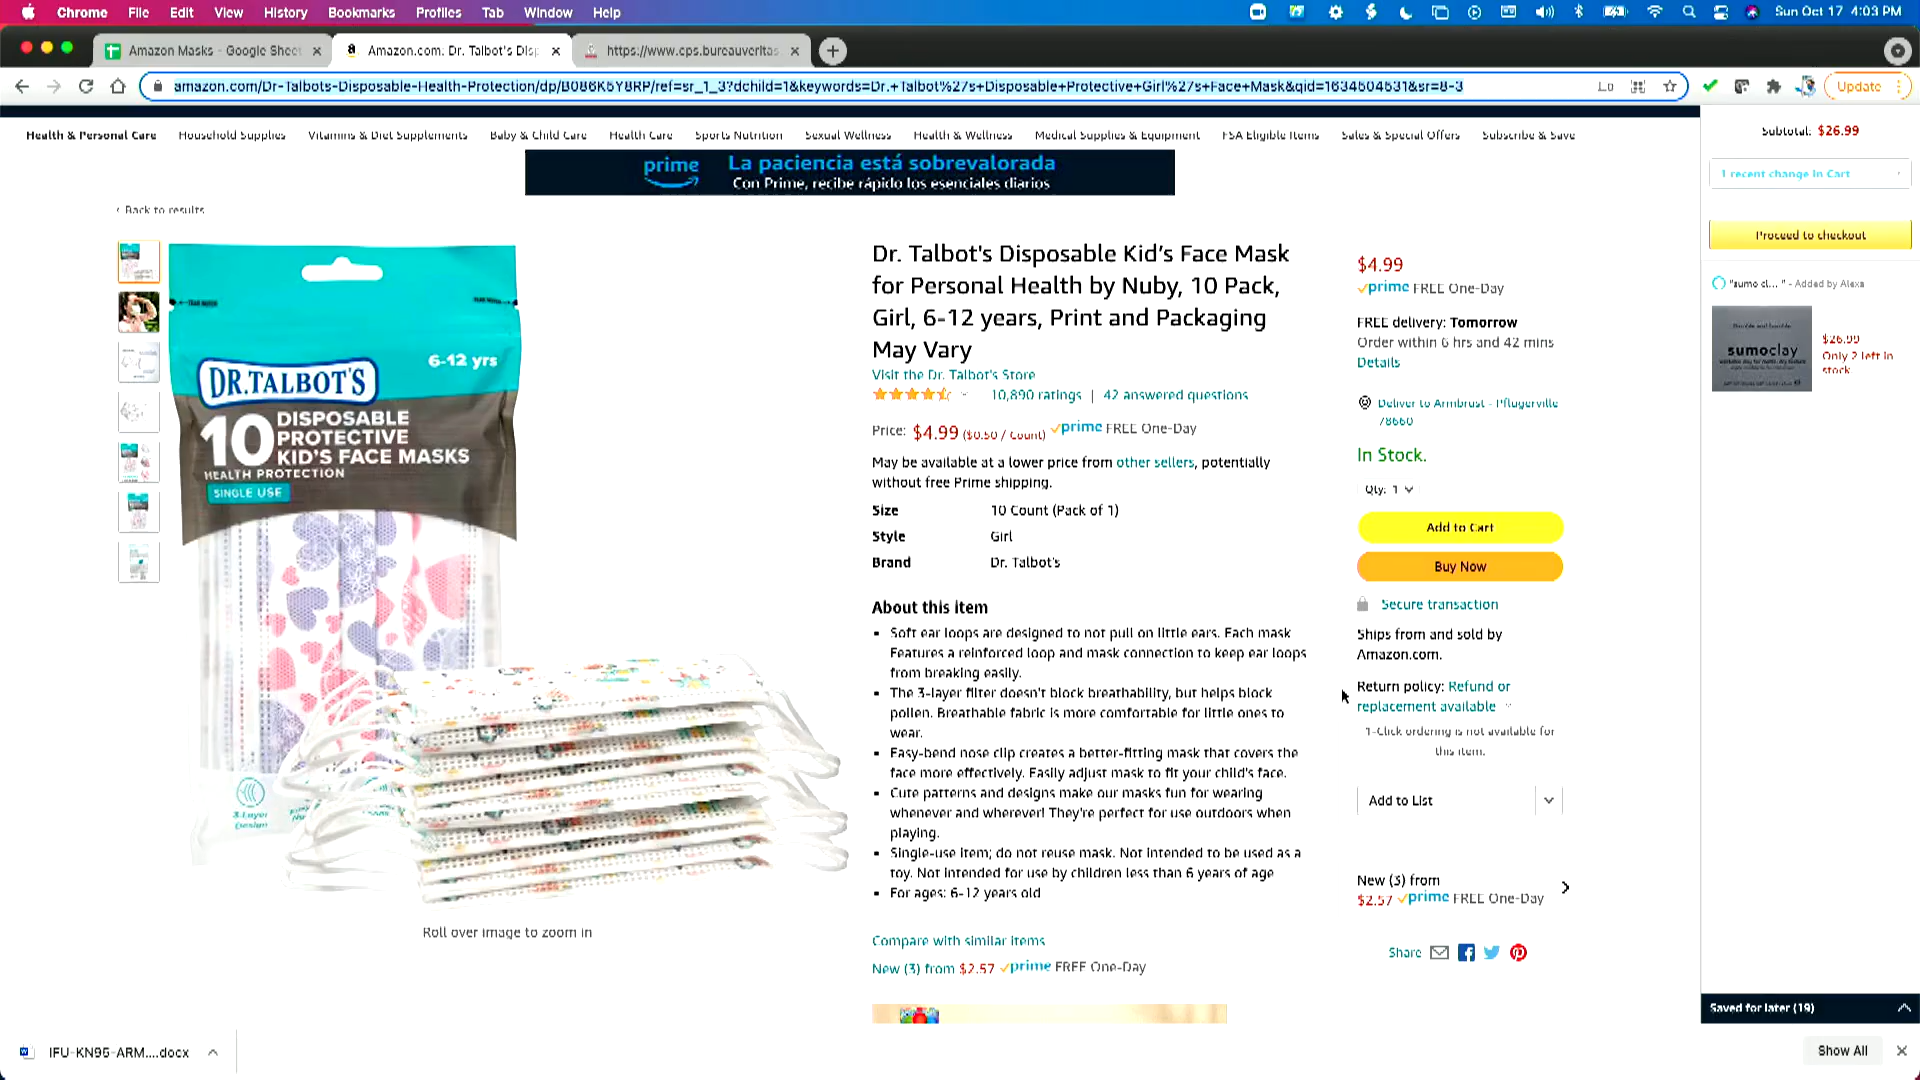 Chrome File Edit View History Bookmarks Profiles Tab Window Help Sun Oct 17 4:03 PM
Amazon Masks - Google Sheet Amazon.com: Dr. Talbot's Disp https://www.cps.bureauveritas
amazon.com/Dr-Talbots-Disposable-Health-Protection/dp/B086K5Y8RP/ref=sr_1_3?dchild=1&keywords=Dr.+Talbot%27s+Disposable+Protective+Girl%27s+Face+Mask&qid=1634504531&sr=8-3 Update
Health & Personal Care Household Supplies Vitamins & Diet Supplements Baby & Child Care Health Care Sports Nutrition Sexual Wellness Health & Wellness Medical Supplies & Equipment FSA Eligible Items Sales & Special Offers Subscribe & Save
prime La paciencia está sobrevalorada
Con Prime, recibe rápido los esenciales diarios
‹ Back to results
6-12 yrs
DR.TALBOT'S
10 DISPOSABLE
PROTECTIVE
KID'S FACE MASKS
HEALTH PROTECTION
SINGLE USE
3-Layer
Design
Roll over image to zoom in
Dr. Talbot's Disposable Kid's Face Mask
for Personal Health by Nuby, 10 Pack,
Girl, 6-12 years, Print and Packaging
May Vary
Visit the Dr. Talbot's Store
10,890 ratings | 42 answered questions
Price: $4.99 ($0.50 / Count) prime FREE One-Day
May be available at a lower price from other sellers, potentially
without free Prime shipping.
Size 10 Count (Pack of 1)
Style Girl
Brand Dr. Talbot's
About this item
Soft ear loops are designed to not pull on little ears. Each mask
Features a reinforced loop and mask connection to keep ear loops
from breaking easily.
The 3-layer filter doesn't block breathability, but helps block
pollen. Breathable fabric is more comfortable for little ones to
wear.
Easy-bend nose clip creates a better-fitting mask that covers the
face more effectively. Easily adjust mask to fit your child's face.
Cute patterns and designs make our masks fun for wearing
whenever and wherever! They're perfect for use outdoors when
playing.
Single-use item; do not reuse mask. Not intended to be used as a
toy. Not intended for use by children less than 6 years of age
For ages: 6-12 years old
Compare with similar items
New (3) from $2.57 prime FREE One-Day
$4.99
prime FREE One-Day
FREE delivery: Tomorrow
Order within 6 hrs and 42 mins
Details
Deliver to Armbrust - Pflugerville
78660
In Stock.
Qty: 1
Add to Cart
Buy Now
Secure transaction
Ships from and sold by
Amazon.com.
Return policy: Refund or
replacement available
1-Click ordering is not available for
this item.
Add to List
New (3) from
$2.57 prime FREE One-Day
Share
Subtotal: $26.99
1 recent change in Cart
Proceed to checkout
"sumo cl... " - Added by Alexa
sumoclay
$26.99
Only 2 left in
stock
Saved for later (19)
IFU-KN95-ARM....docx
Show All